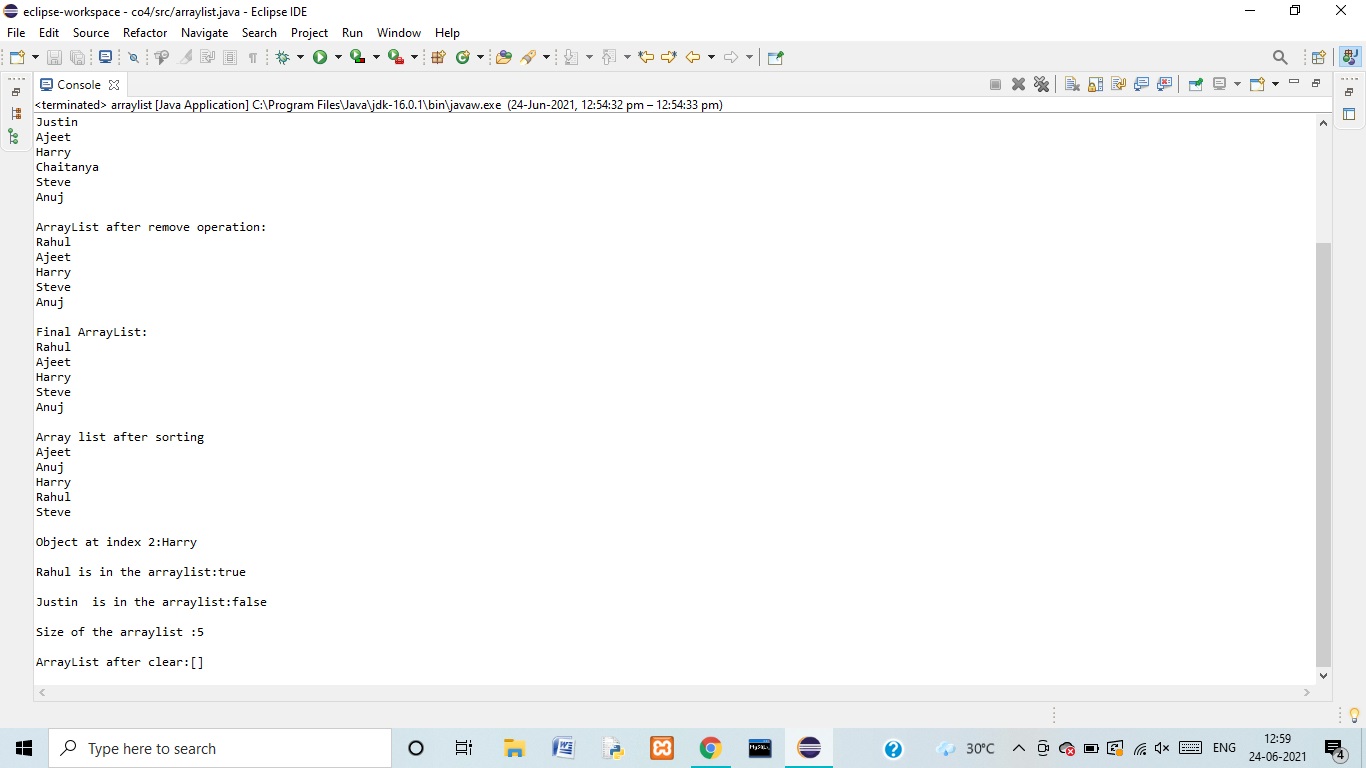 eclipse-workspace - co4/src/arraylist.java - Eclipse IDE
File Edit Source Refactor Navigate Search Project Run Window Help
Console
<terminated> arraylist [Java Application] C:\Program Files\Java\jdk-16.0.1\bin\javaw.exe (24-Jun-2021, 12:54:32 pm – 12:54:33 pm)
Justin
Ajeet
Harry
Chaitanya
Steve
Anuj
ArrayList after remove operation:
Rahul
Ajeet
Harry
Steve
Anuj
Final ArrayList:
Rahul
Ajeet
Harry
Steve
Anuj
Array list after sorting
Ajeet
Anuj
Harry
Rahul
Steve
Object at index 2:Harry
Rahul is in the arraylist:true
Justin  is in the arraylist:false
Size of the arraylist :5
ArrayList after clear:[]
Type here to search
30°C
ENG
12:59
24-06-2021
4